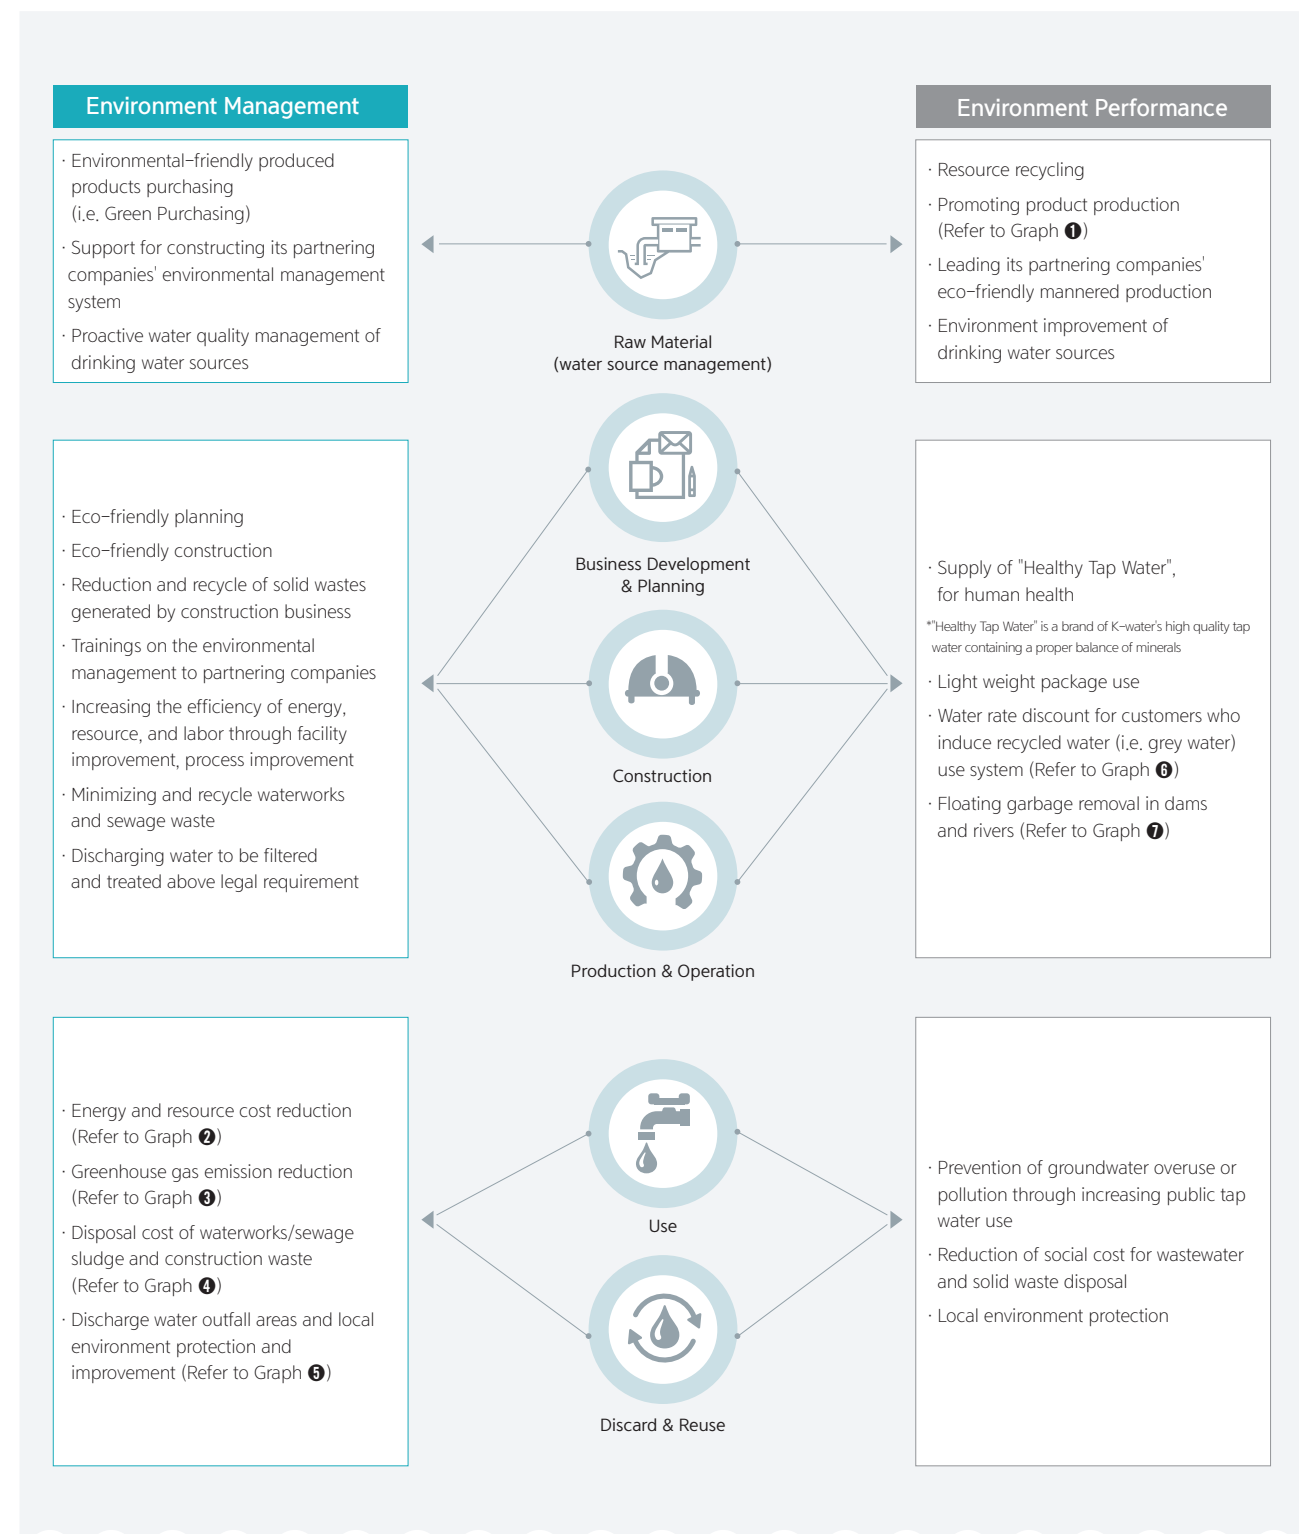 Environment Management
· Environmental-friendly produced
products purchasing
(i.e. Green Purchasing)
· Support for constructing its partnering
companies' environmental management
system
· Proactive water quality management of
drinking water sources
Raw Material
(water source management)
Environment Performance
· Resource recycling
· Promoting product production
(Refer to Graph ❶)
· Leading its partnering companies'
eco-friendly mannered production
· Environment improvement of
drinking water sources
· Eco-friendly planning
· Eco-friendly construction
· Reduction and recycle of solid wastes
generated by construction business
· Trainings on the environmental
management to partnering companies
· Increasing the efficiency of energy,
resource, and labor through facility
improvement, process improvement
· Minimizing and recycle waterworks
and sewage waste
· Discharging water to be filtered
and treated above legal requirement
Business Development
& Planning
Construction
Production & Operation
· Supply of "Healthy Tap Water",
for human health
*"Healthy Tap Water" is a brand of K-water's high quality tap
water containing a proper balance of minerals
· Light weight package use
· Water rate discount for customers who
induce recycled water (i.e. grey water)
use system (Refer to Graph ❻)
· Floating garbage removal in dams
and rivers (Refer to Graph ❼)
· Energy and resource cost reduction
(Refer to Graph ❷)
· Greenhouse gas emission reduction
(Refer to Graph ❸)
· Disposal cost of waterworks/sewage
sludge and construction waste
(Refer to Graph ❹)
· Discharge water outfall areas and local
environment protection and
improvement (Refer to Graph ❺)
Use
Discard & Reuse
· Prevention of groundwater overuse or
pollution through increasing public tap
water use
· Reduction of social cost for wastewater
and solid waste disposal
· Local environment protection